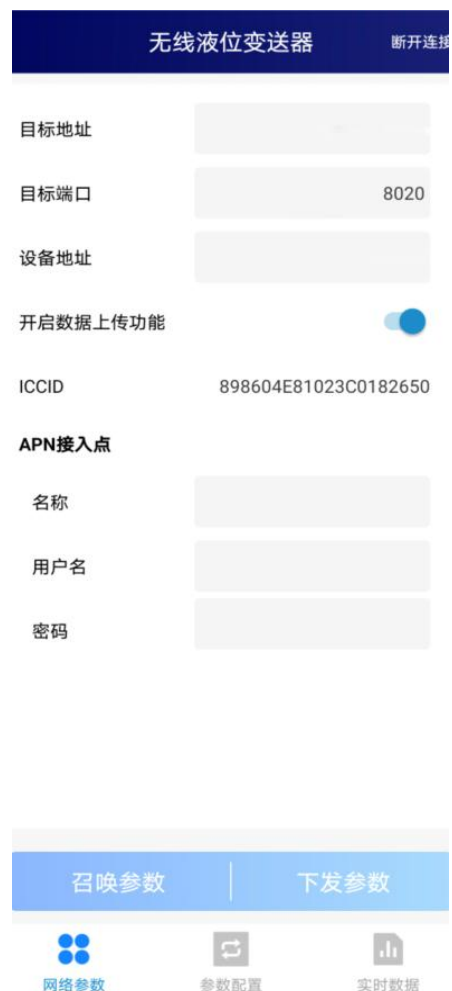 无线液位变送器 断开连接
目标地址
目标端口 8020
设备地址
开启数据上传功能
ICCID 898604E81023C0182650
APN接入点
名称
用户名
密码
召唤参数 下发参数
网络参数 参数配置 实时数据